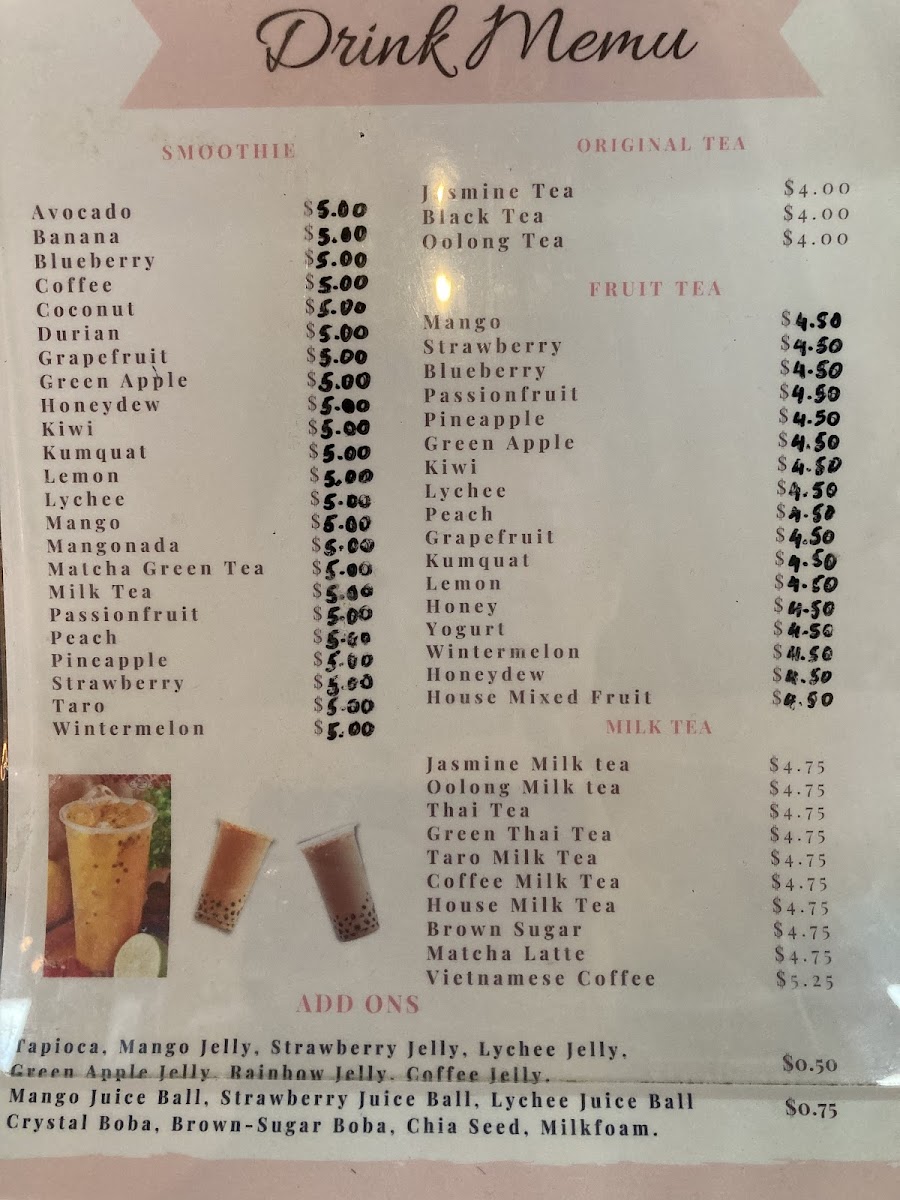 Drink Memu
SMOOTHIE
Avocado $5.00
Banana $5.00
Blueberry $5.00
Coffee $5.00
Coconut $5.00
Durian $5.00
Grapefruit $5.00
Green Apple $5.00
Honeydew $5.00
Kiwi $5.00
Kumquat $5.00
Lemon $5.00
Lychee $5.00
Mango $5.00
Mangonada $5.00
Matcha Green Tea $5.00
Milk Tea $5.00
Passionfruit $5.00
Peach $5.00
Pineapple $5.00
Strawberry $5.00
Taro $5.00
Wintermelon $5.00
ORIGINAL TEA
Jasmine Tea $4.00
Black Tea $4.00
Oolong Tea $4.00
FRUIT TEA
Mango $4.50
Strawberry $4.50
Blueberry $4.50
Passionfruit $4.50
Pineapple $4.50
Green Apple $4.50
Kiwi $4.50
Lychee $4.50
Peach $4.50
Grapefruit $4.50
Kumquat $4.50
Lemon $4.50
Honey $4.50
Yogurt $4.50
Wintermelon $4.50
Honeydew $4.50
House Mixed Fruit $4.50
MILK TEA
Jasmine Milk tea $4.75
Oolong Milk tea $4.75
Thai Tea $4.75
Green Thai Tea $4.75
Taro Milk Tea $4.75
Coffee Milk Tea $4.75
House Milk Tea $4.75
Brown Sugar $4.75
Matcha Latte $4.75
Vietnamese Coffee $5.25
ADD ONS
Tapioca, Mango Jelly, Strawberry Jelly, Lychee Jelly,
Green Apple Jelly, Rainbow Jelly, Coffee Jelly. $0.50
Mango Juice Ball, Strawberry Juice Ball, Lychee Juice Ball $0.75
Crystal Boba, Brown-Sugar Boba, Chia Seed, Milkfoam.